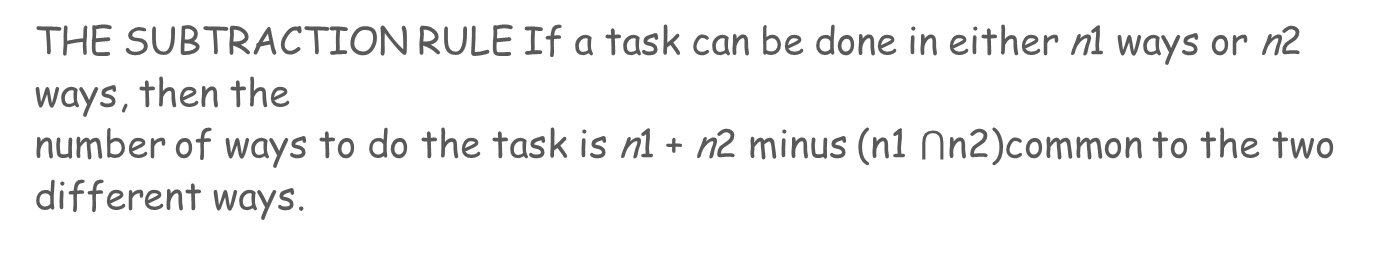 THE SUBTRACTION RULE If a task can be done in either n1 ways or n2
ways, then the
number of ways to do the task is n1 + n2 minus (n1 ∩n2)common to the two
different ways.